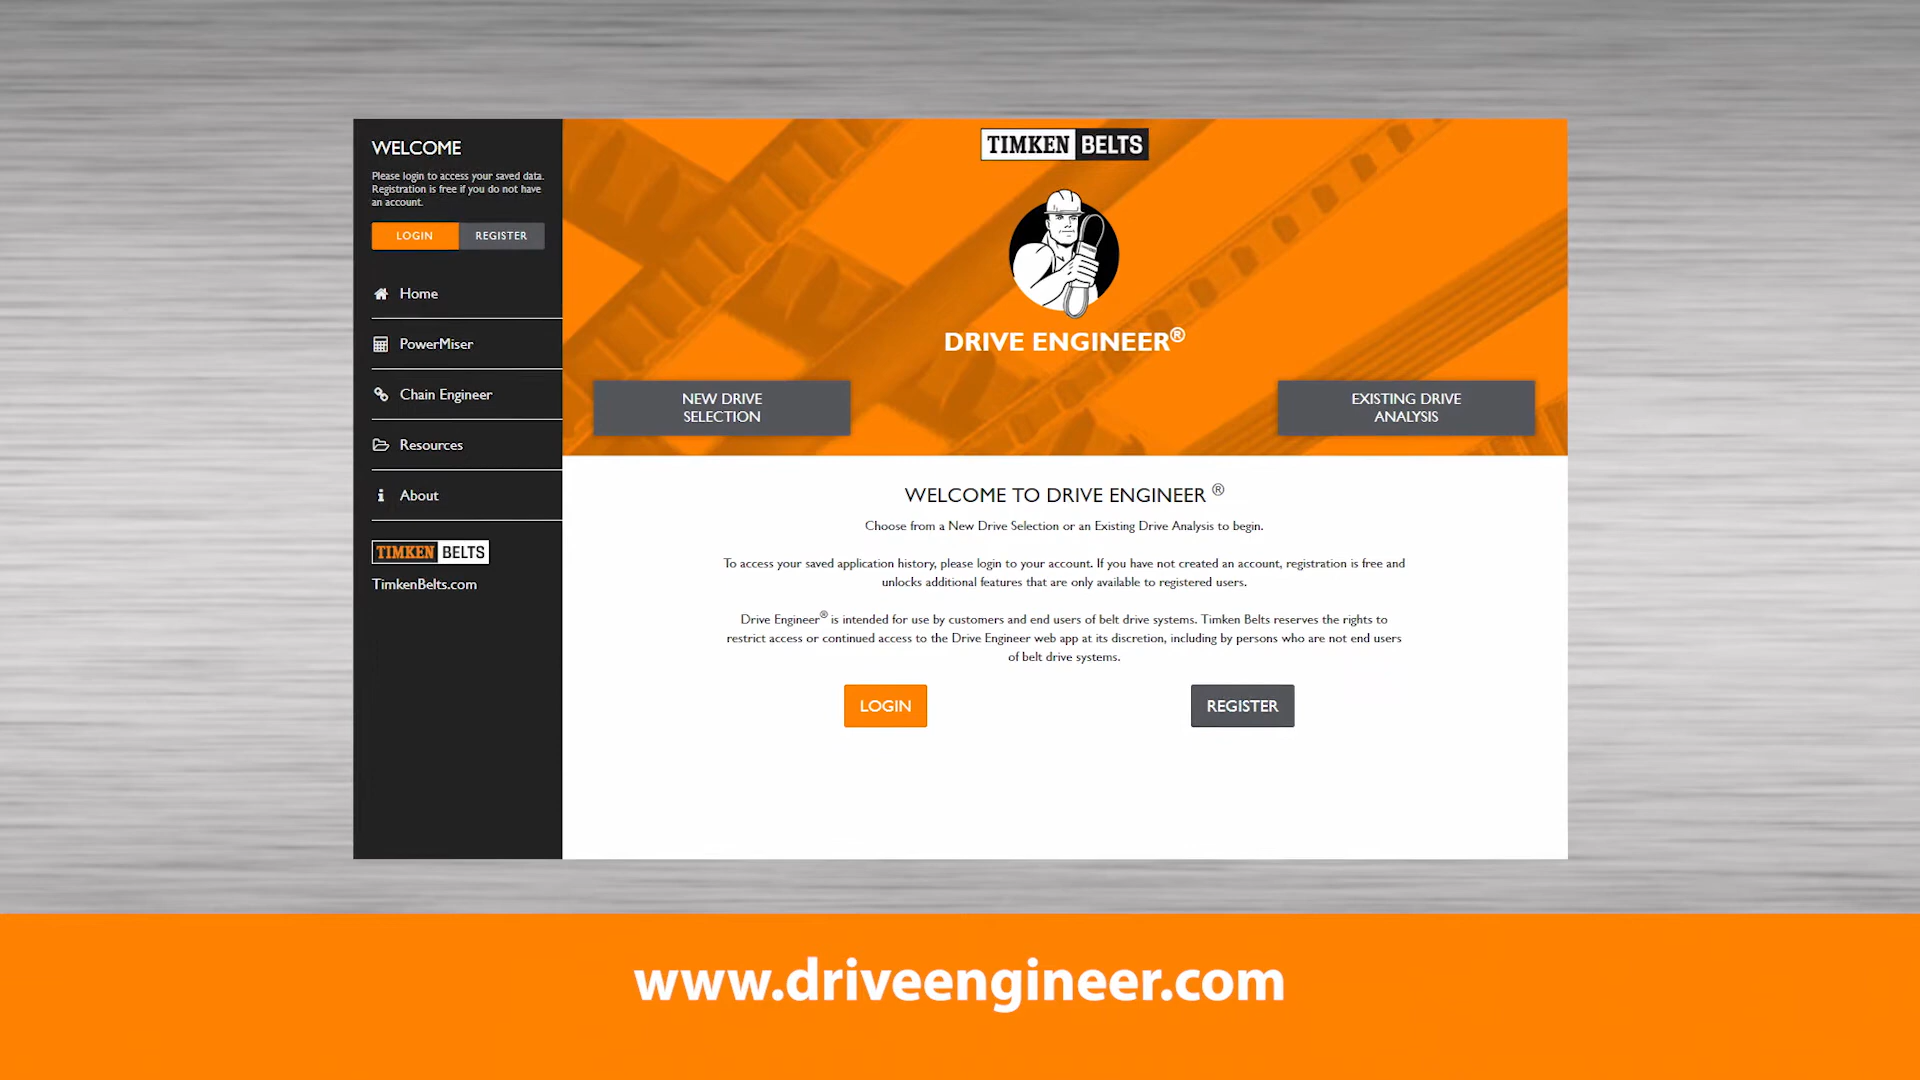 WELCOME
Please login to access your saved data.
Registration is free if you do not have
an account.
LOGIN
REGISTER
Home
PowerMiser
Chain Engineer
Resources
About
TIMKEN BELTS
TimkenBelts.com
TIMKEN BELTS
DRIVE ENGINEER®
NEW DRIVE
SELECTION
EXISTING DRIVE
ANALYSIS
WELCOME TO DRIVE ENGINEER ®
Choose from a New Drive Selection or an Existing Drive Analysis to begin.
To access your saved application history, please login to your account. If you have not created an account, registration is free and
unlocks additional features that are only available to registered users.
Drive Engineer® is intended for use by customers and end users of belt drive systems. Timken Belts reserves the rights to
restrict access or continued access to the Drive Engineer web app at its discretion, including by persons who are not end users
of belt drive systems.
LOGIN
REGISTER
www.driveengineer.com